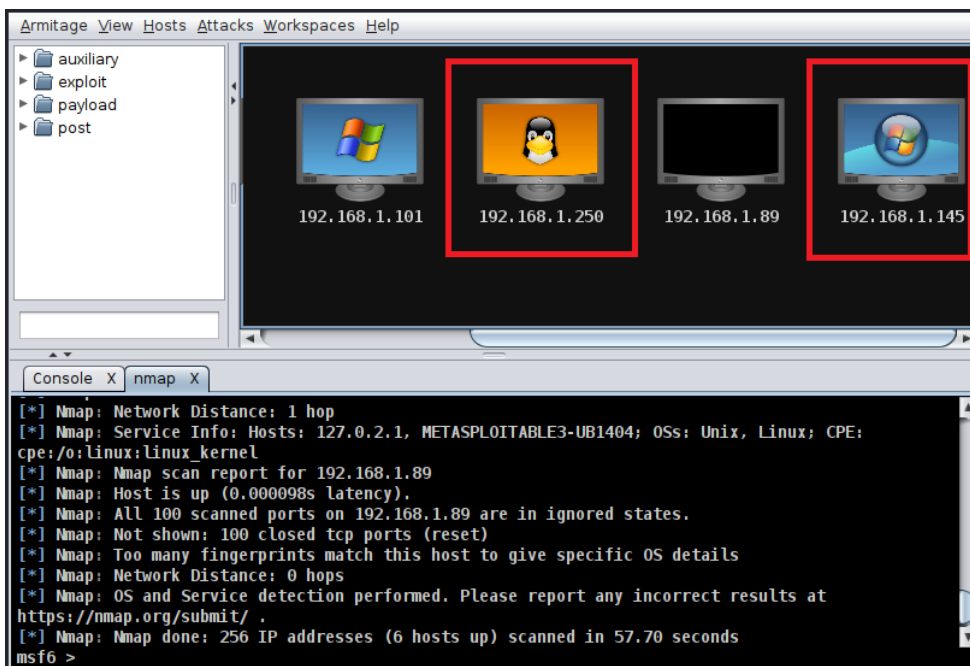 Armitage View Hosts Attacks Workspaces Help
auxiliary
exploit
payload
post
192.168.1.101
192.168.1.250
192.168.1.89
192.168.1.145
Console X
nmap X
[*] Nmap: Network Distance: 1 hop
[*] Nmap: Service Info: Hosts: 127.0.2.1, METASPLOITABLE3-UB1404; OSs: Unix, Linux; CPE:
cpe:/o:linux:linux_kernel
[*] Nmap: Nmap scan report for 192.168.1.89
[*] Nmap: Host is up (0.000098s latency).
[*] Nmap: All 100 scanned ports on 192.168.1.89 are in ignored states.
[*] Nmap: Not shown: 100 closed tcp ports (reset)
[*] Nmap: Too many fingerprints match this host to give specific OS details
[*] Nmap: Network Distance: 0 hops
[*] Nmap: OS and Service detection performed. Please report any incorrect results at
https://nmap.org/submit/ .
[*] Nmap: Nmap done: 256 IP addresses (6 hosts up) scanned in 57.70 seconds
msf6 >